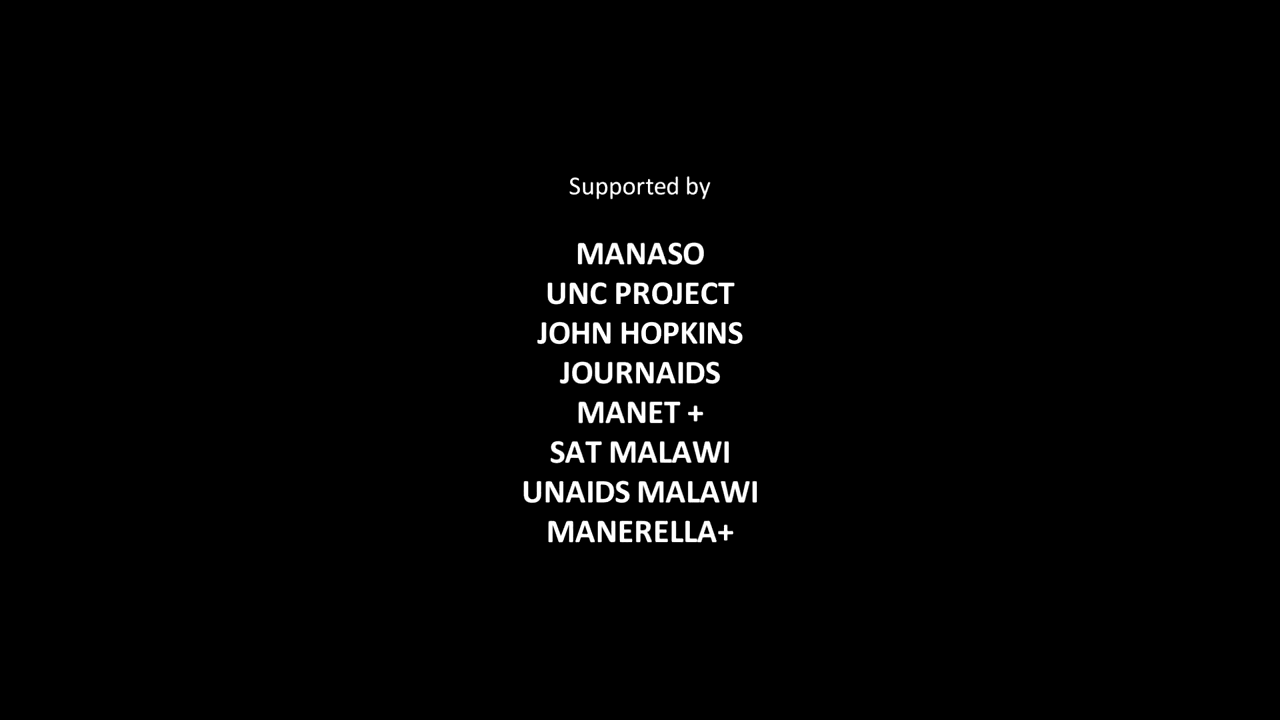 Supported by
MANASO
UNC PROJECT
JOHN HOPKINS
JOURNAIDS
MANET +
SAT MALAWI
UNAIDS MALAWI
MANERELLA+